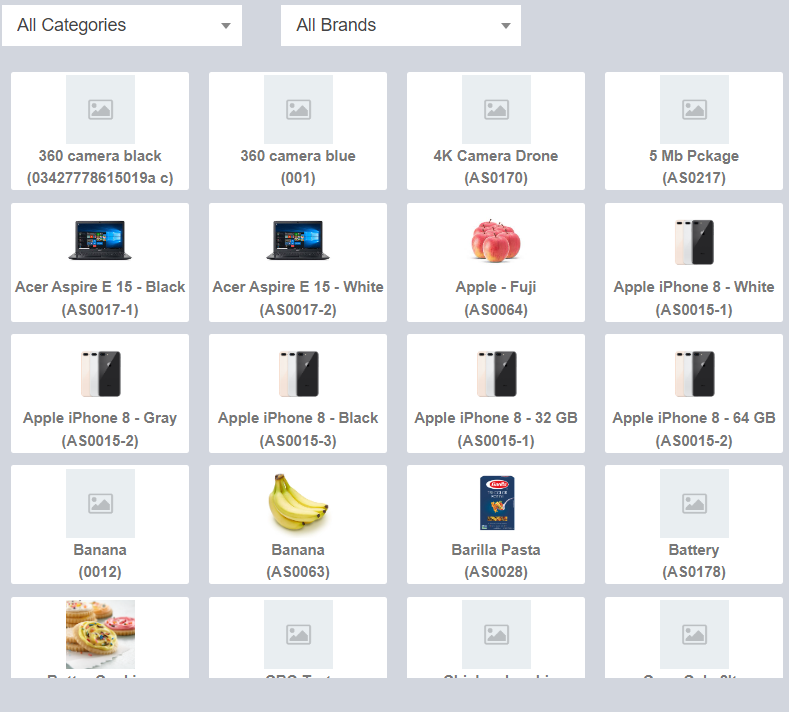 All Categories
All Brands
360 camera black
(03427778615019a c)
360 camera blue
(001)
4K Camera Drone
(AS0170)
5 Mb Pckage
(AS0217)
Acer Aspire E 15 - Black
(AS0017-1)
Acer Aspire E 15 - White
(AS0017-2)
Apple - Fuji
(AS0064)
Apple iPhone 8 - White
(AS0015-1)
Apple iPhone 8 - Gray
(AS0015-2)
Apple iPhone 8 - Black
(AS0015-3)
Apple iPhone 8 - 32 GB
(AS0015-1)
Apple iPhone 8 - 64 GB
(AS0015-2)
Banana
(0012)
Banana
(AS0063)
Barilla
Barilla Pasta
(AS0028)
Battery
(AS0178)